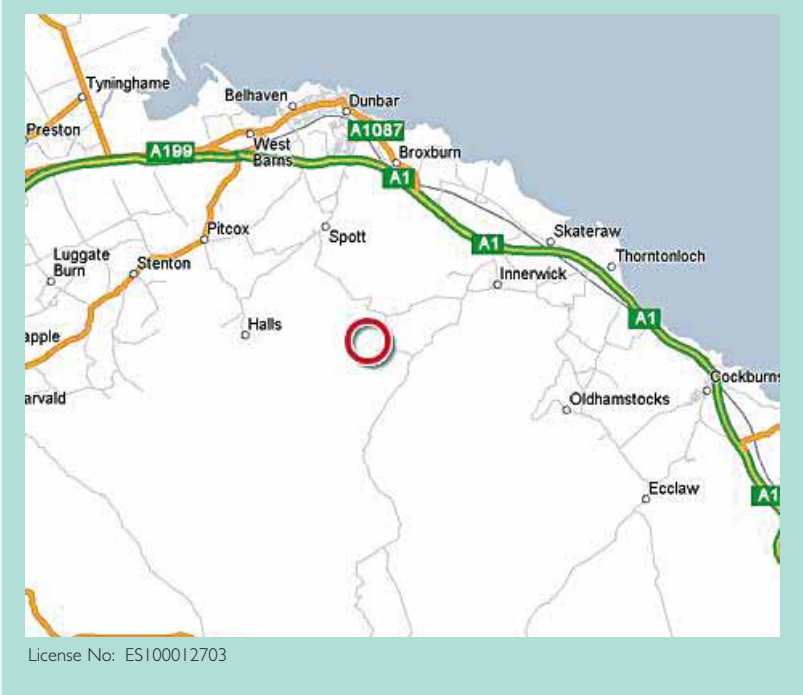 Tyninghame
Belhaven
Dunbar
Preston
A1087
A199
West
Barns
Broxburn
A1
Pitcox
Spott
Skateraw
A1
Luggate
Burn
Stenton
Innerwick
Thorntonloch
Halls
A1
apple
Cockburns
arvald
Oldhamstocks
Ecclaw
A1
License No: ES100012703